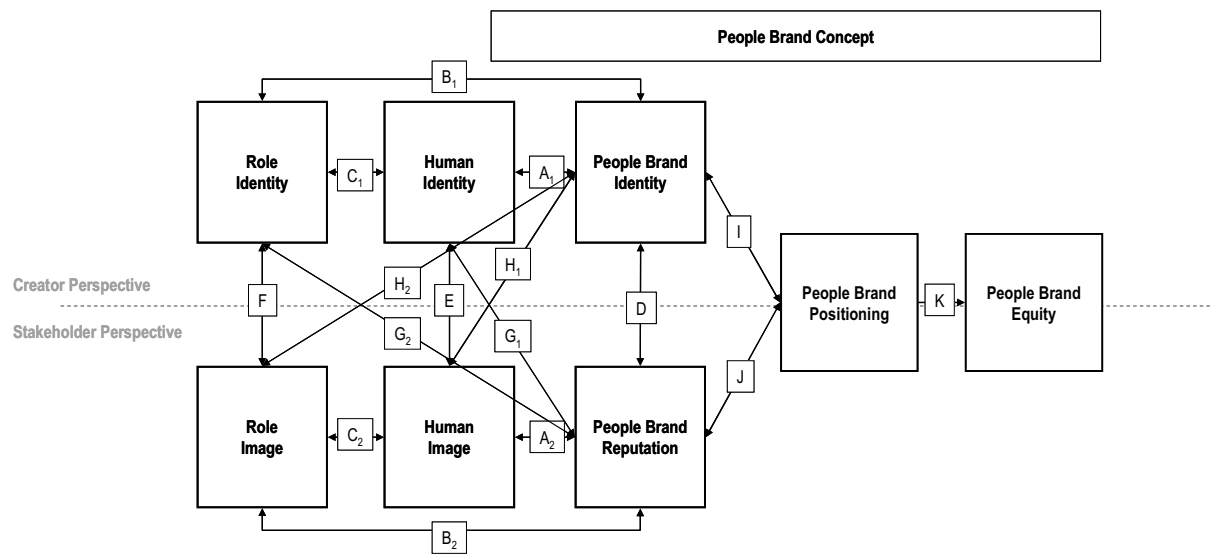 People Brand Concept
B1
Role
Identity
C1
Human
Identity
A1
People Brand
Identity
I
H2
H1
Creator Perspective
F
E
D
People Brand
Positioning
K
People Brand
Equity
Stakeholder Perspective
G2
G1
J
Role
Image
C2
Human
Image
A2
People Brand
Reputation
B2